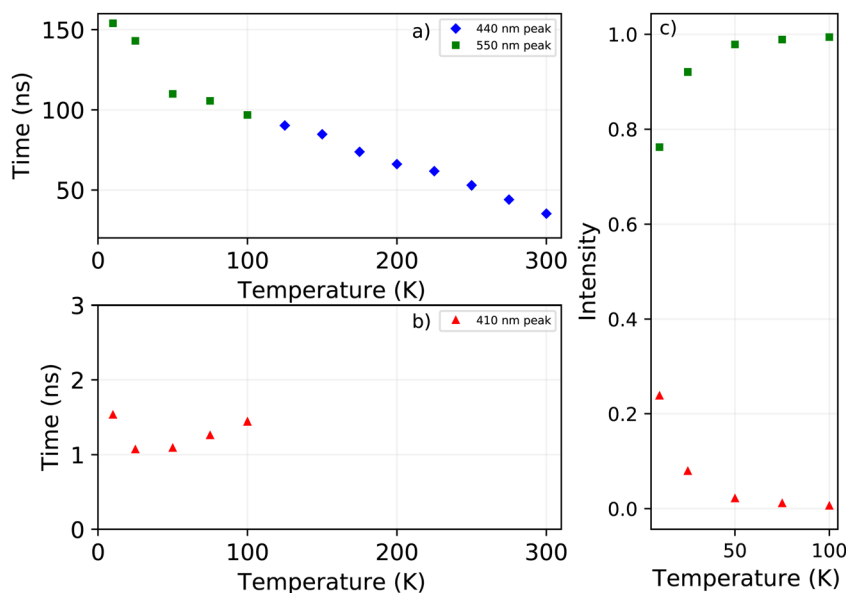 a)
440 nm peak
550 nm peak
150
100
50
Time (ns)
0
100
200
300
Temperature (K)
b)
410 nm peak
3
2
1
0
Time (ns)
0
100
200
300
Temperature (K)
c)
1.0
0.8
0.6
0.4
0.2
0.0
Intensity
50
100
Temperature (K)